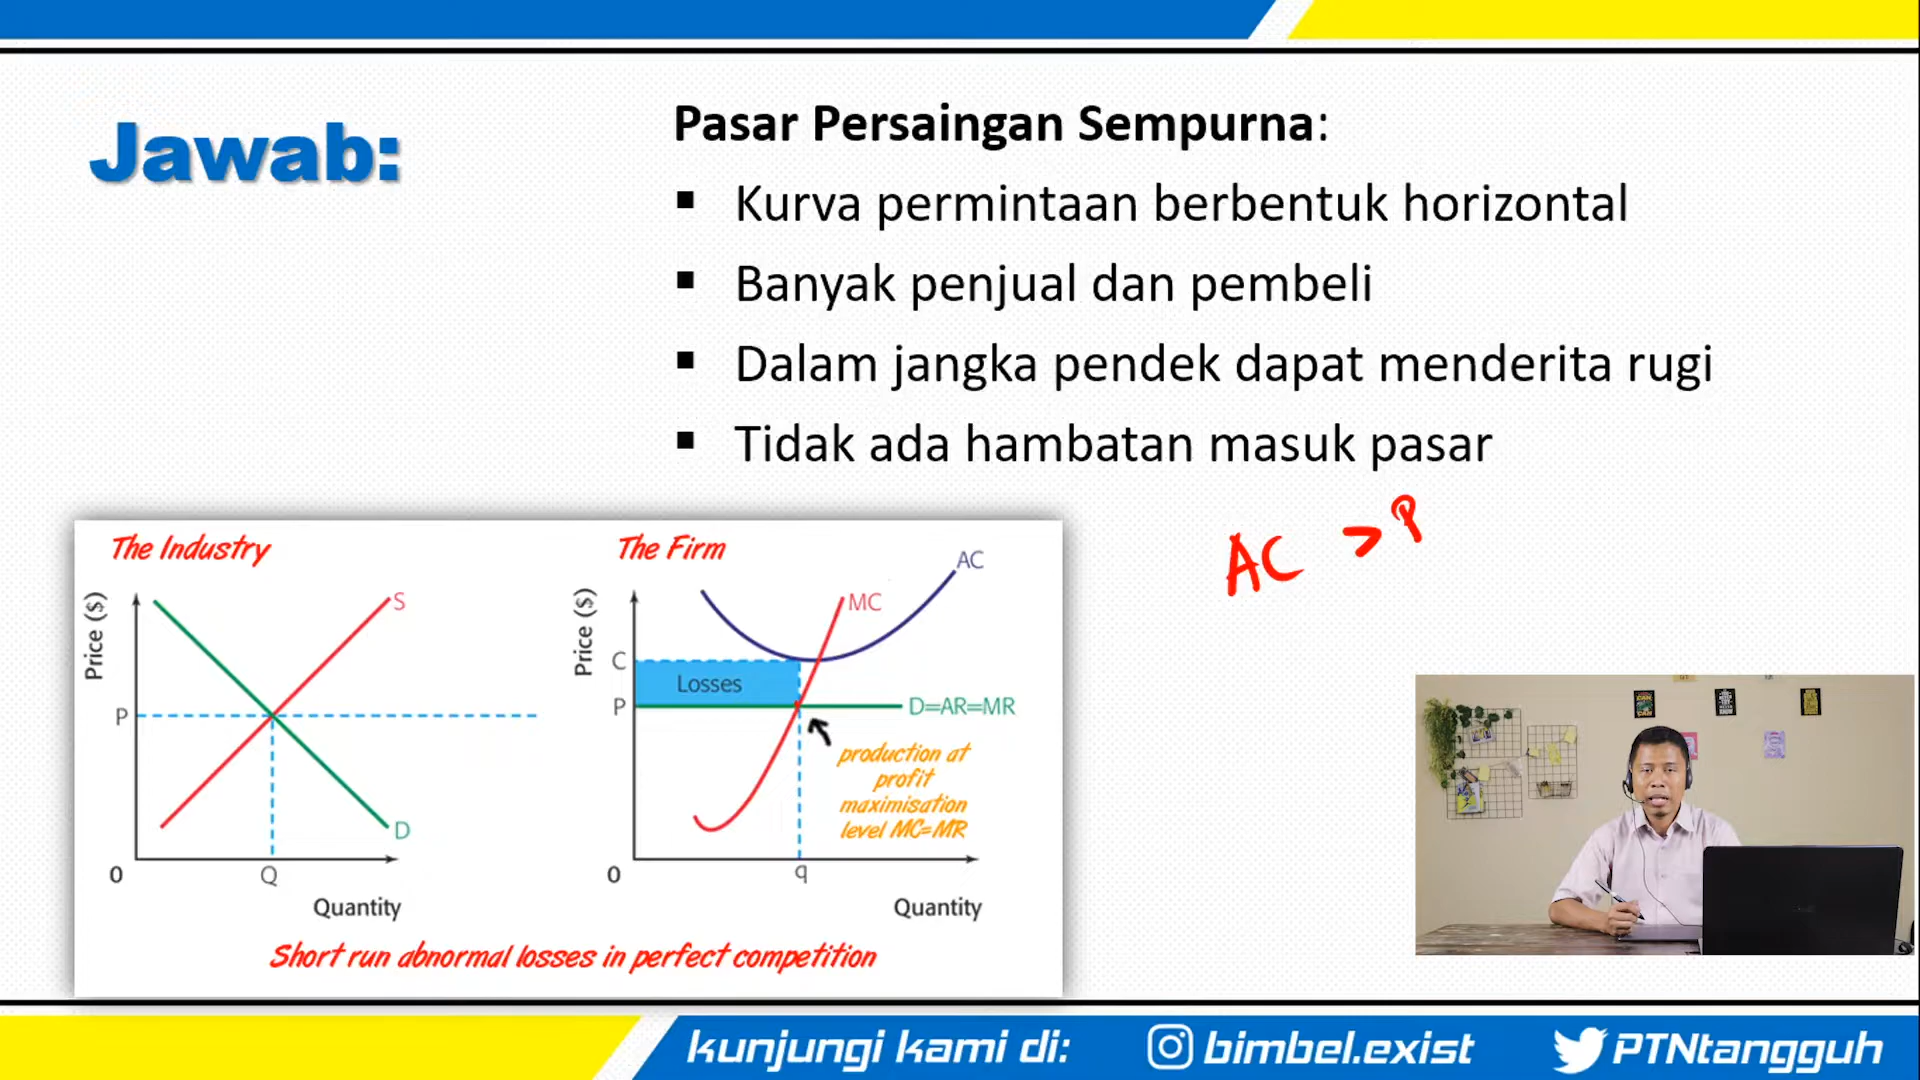 Jawab:
Pasar Persaingan Sempurna:
▪ Kurva permintaan berbentuk horizontal
▪ Banyak penjual dan pembeli
▪ Dalam jangka pendek dapat menderita rugi
▪ Tidak ada hambatan masuk pasar
AC > P
The Industry
Price ($)
S
P
D
0
Q
Quantity
The Firm
Price ($)
AC
MC
C
Losses
P
D=AR=MR
production at
profit
maximisation
level MC=MR
0
q
Quantity
Short run abnormal losses in perfect competition
kunjungi kami di:
bimbel.exist
PTNtangguh